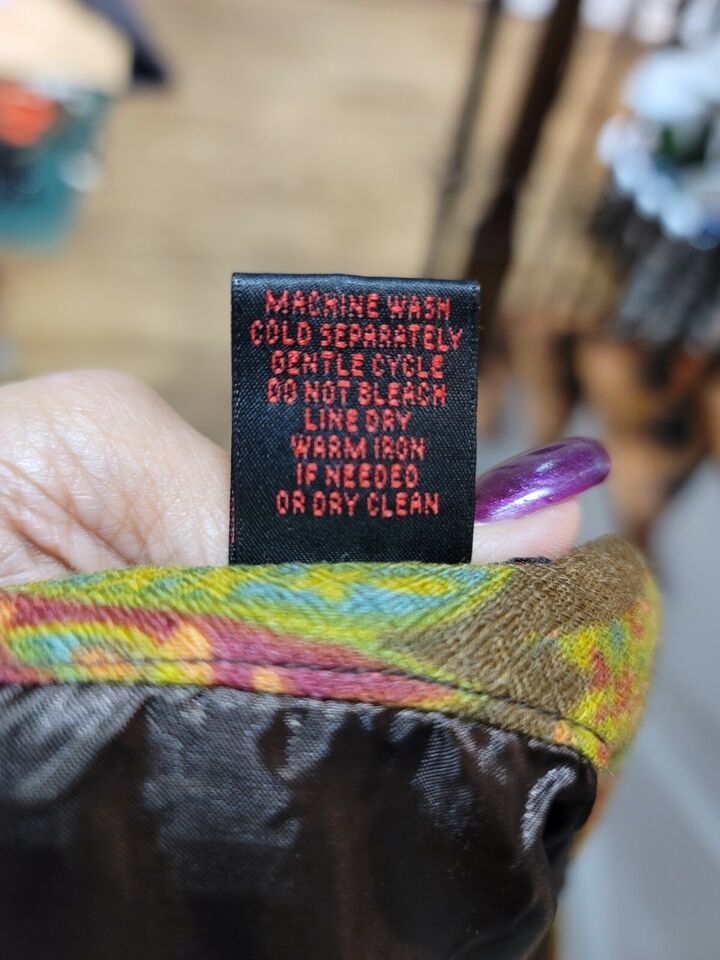 MACHINE WASH
COLD SEPARATELY
GENTLE CYCLE
DO NOT BLEACH
LINE DRY
WARM IRON
IF NEEDED
OR DRY CLEAN